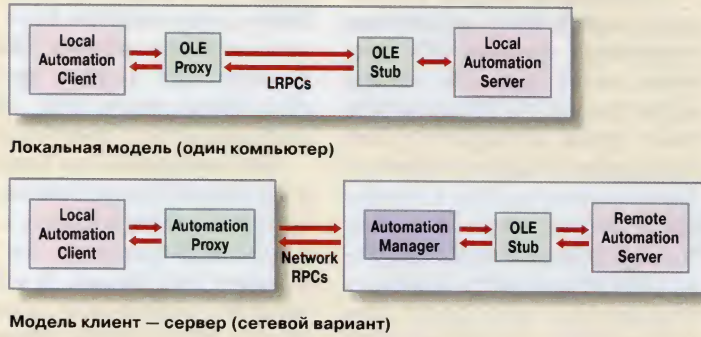 Local
Automation
Client
OLE
Proxy
LRPCs
OLE
Stub
Local
Automation
Server
Локальная модель (один компьютер)
Local
Automation
Client
Automation
Proxy
Network
RPCs
Automation
Manager
OLE
Stub
Remote
Automation
Server
Модель клиент — сервер (сетевой вариант)